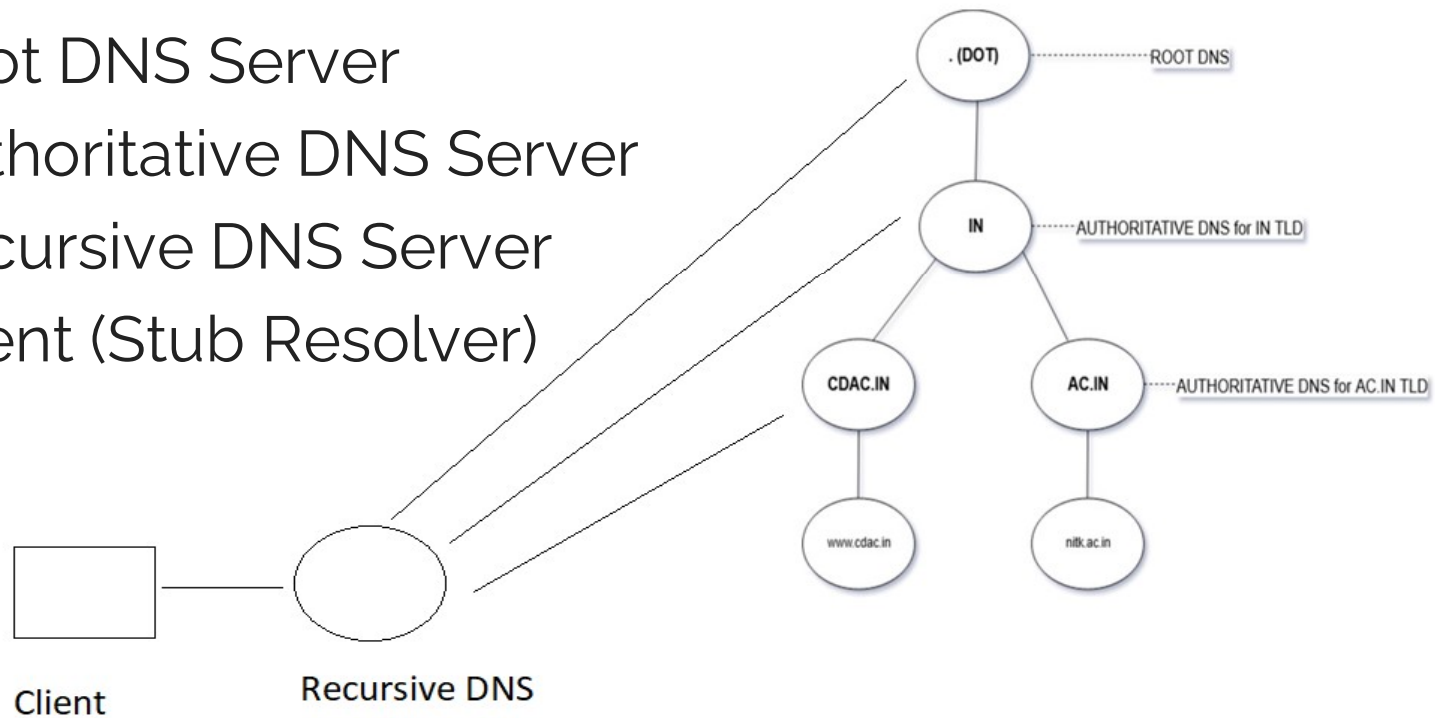 ot DNS Server
thoritative DNS Server
cursive DNS Server
ent (Stub Resolver)
. (DOT)
ROOT DNS
IN
AUTHORITATIVE DNS for IN TLD
CDAC.IN
AC.IN
AUTHORITATIVE DNS for AC.IN TLD
www.cdac.in
nitk.ac.in
Client
Recursive DNS